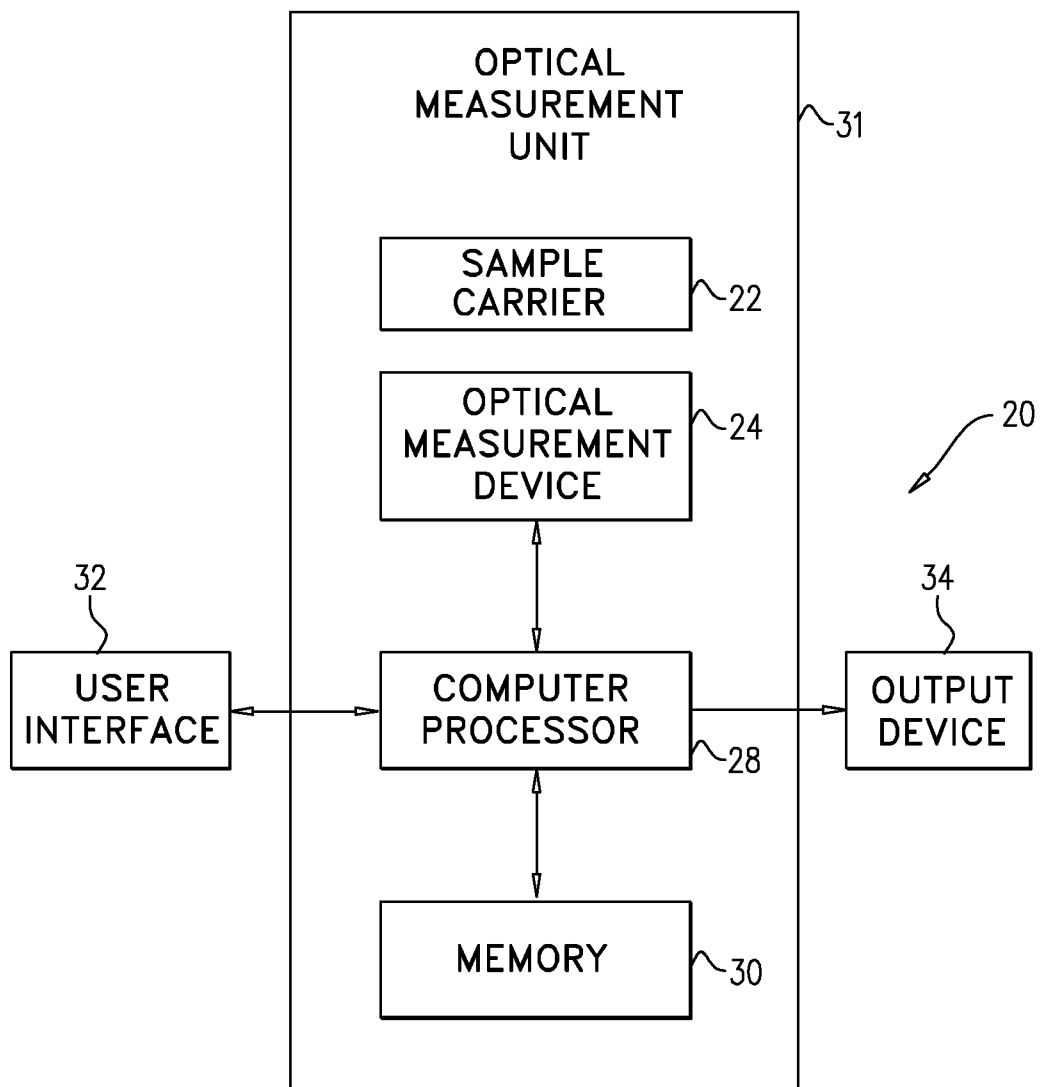 OPTICAL
MEASUREMENT
UNIT
31
SAMPLE
CARRIER
22
OPTICAL
MEASUREMENT
DEVICE
24
20
32
USER
INTERFACE
COMPUTER
PROCESSOR
28
34
OUTPUT
DEVICE
MEMORY
30